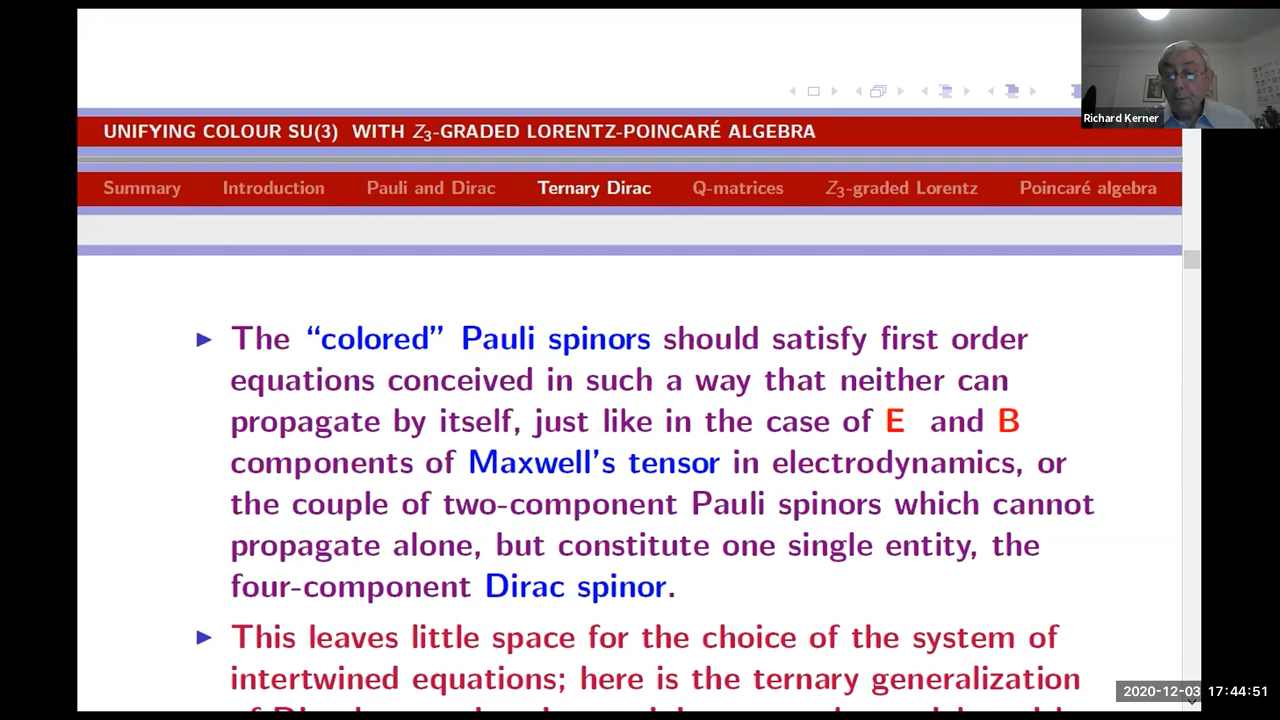 Richard Kerner
UNIFYING COLOUR SU(3) WITH Z3-GRADED LORENTZ-POINCARÉ ALGEBRA
Summary Introduction Pauli and Dirac Ternary Dirac Q-matrices Z3-graded Lorentz Poincaré algebra
The “colored” Pauli spinors should satisfy first order
equations conceived in such a way that neither can
propagate by itself, just like in the case of E and B
components of Maxwell’s tensor in electrodynamics, or
the couple of two-component Pauli spinors which cannot
propagate alone, but constitute one single entity, the
four-component Dirac spinor.
This leaves little space for the choice of the system of
intertwined equations; here is the ternary generalization
2020-12-03 17:44:51